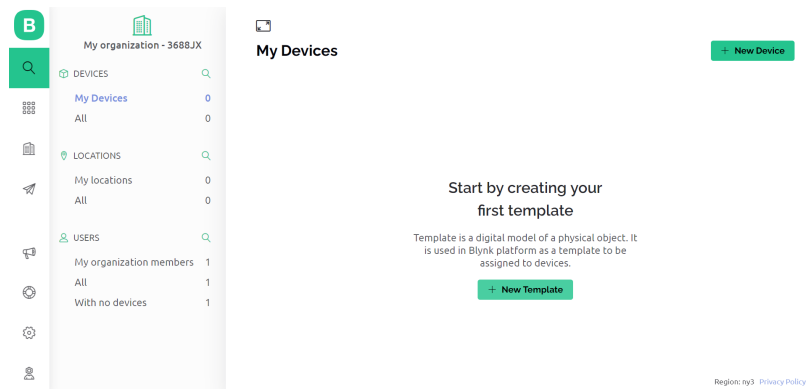 B
My organization - 3688JX
DEVICES
My Devices 0
All 0
LOCATIONS
My locations 0
All 0
USERS
My organization members 1
All 1
With no devices 1
My Devices
+ New Device
Start by creating your
first template
Template is a digital model of a physical object. It
is used in Blynk platform as a template to be
assigned to devices.
+ New Template
Region: ny3 Privacy Policy